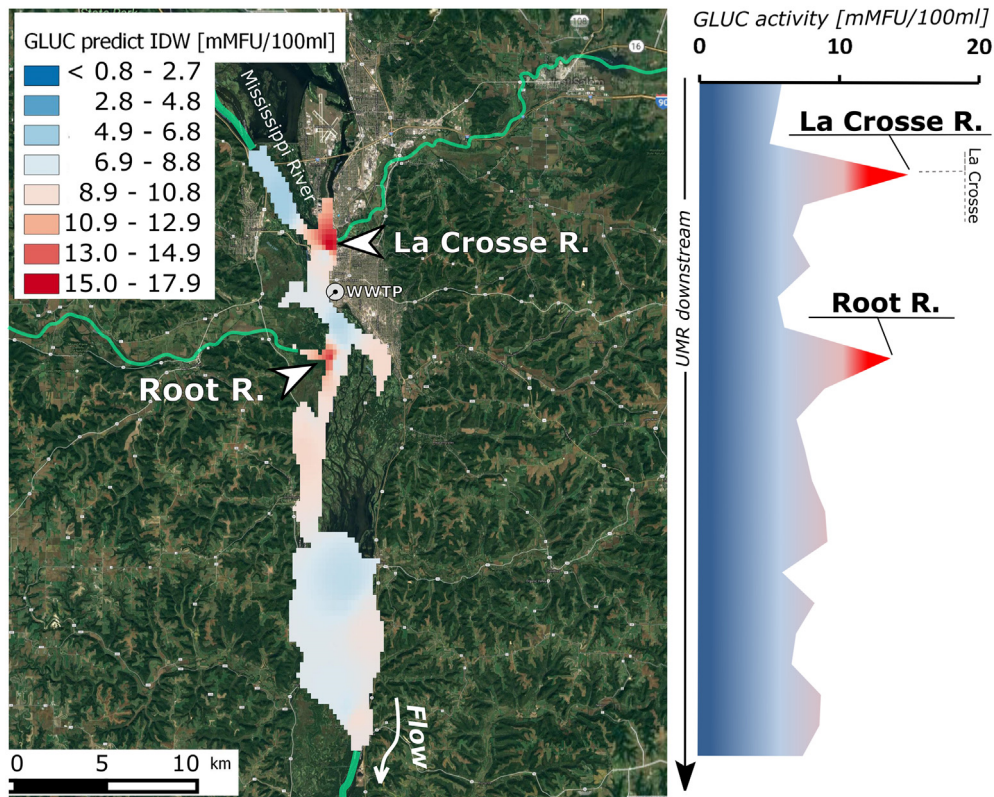 GLUC predict IDW [mMFU/100ml]
< 0.8 - 2.7
2.8 - 4.8
4.9 - 6.8
6.9 - 8.8
8.9 - 10.8
10.9 - 12.9
13.0 - 14.9
15.0 - 17.9
Mississippi River
108
16
90
La Crosse R.
WWTP
Root R.
Flow
0 5 10 km
GLUC activity [mMFU/100ml]
0 10 20
La Crosse R.
La Crosse
Root R.
UMR downstream